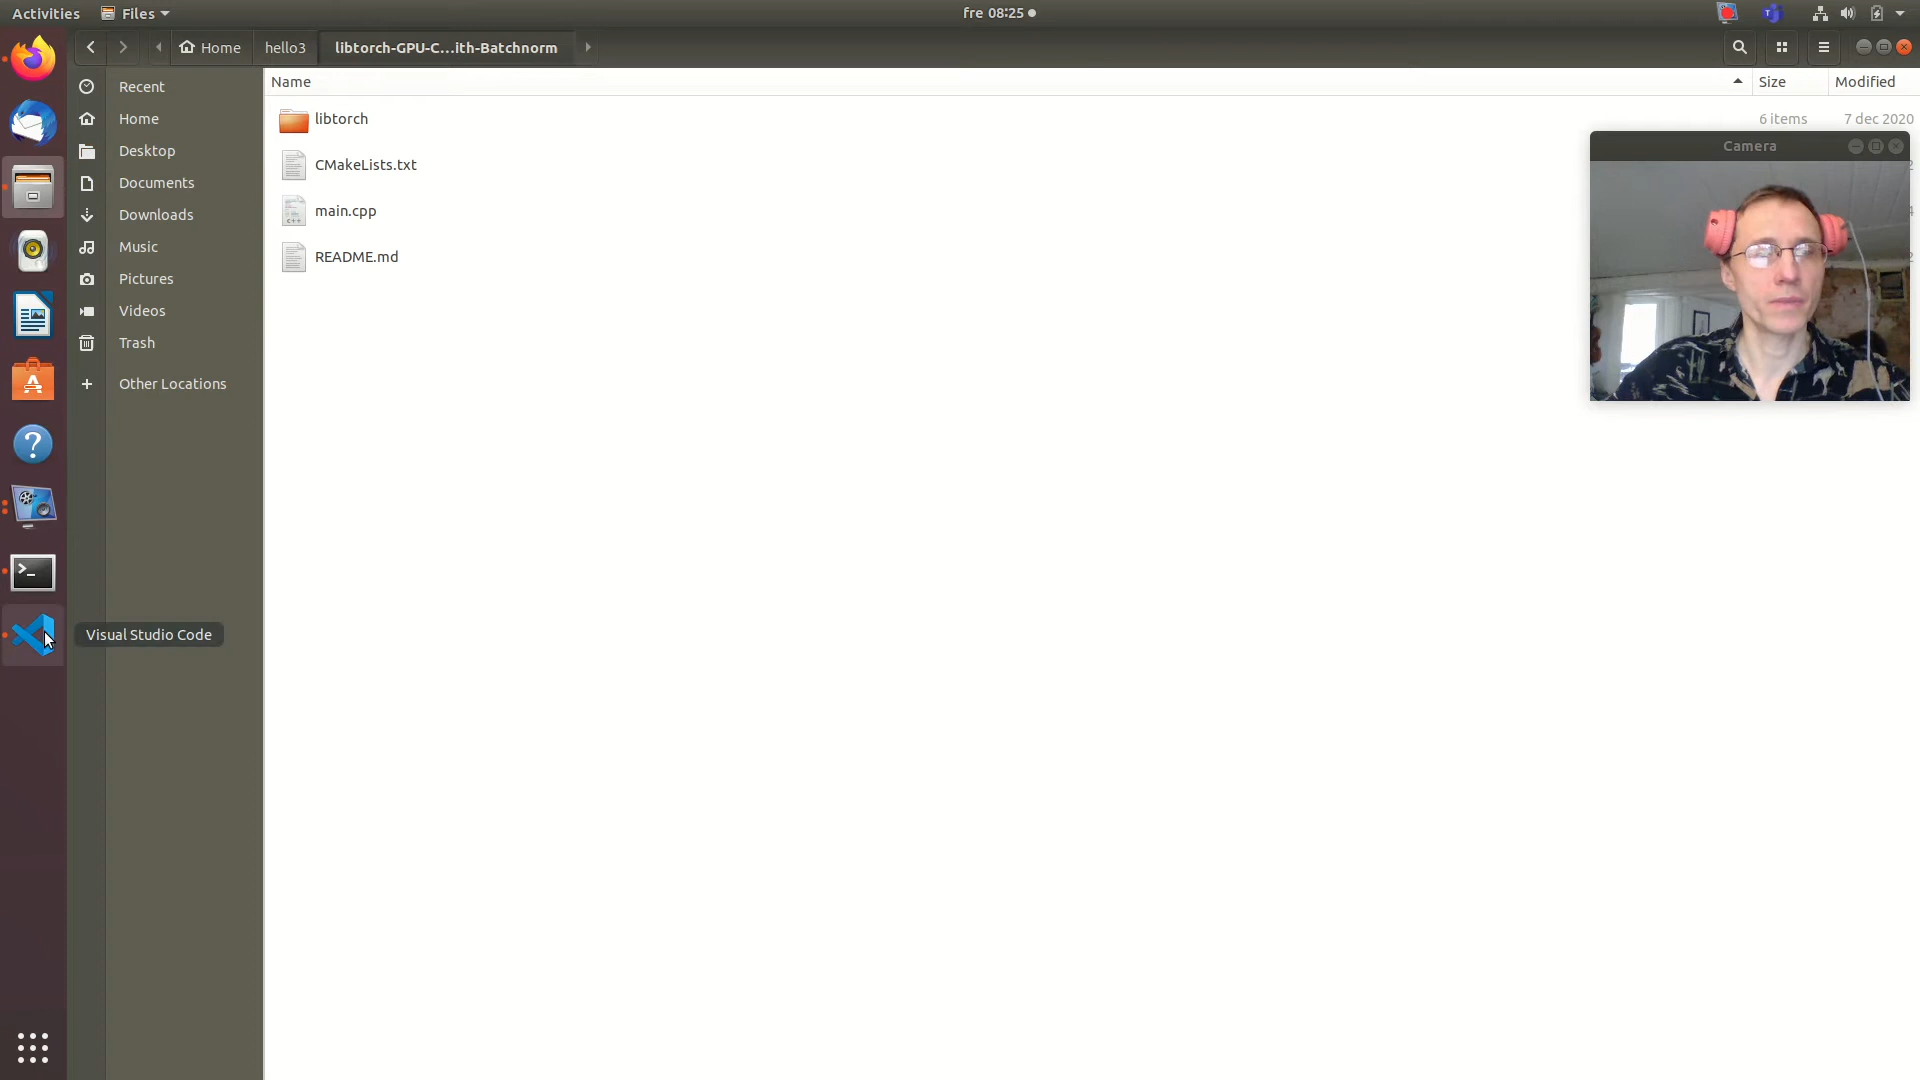 Activities
Files
fre 08:25
Home
hello3
libtorch-GPU-C...ith-Batchnorm
Name
Size
Modified
Recent
Home
Desktop
Documents
Downloads
Music
Pictures
Videos
Trash
Other Locations
libtorch
6 items
7 dec 2020
CMakeLists.txt
main.cpp
README.md
Camera
Visual Studio Code